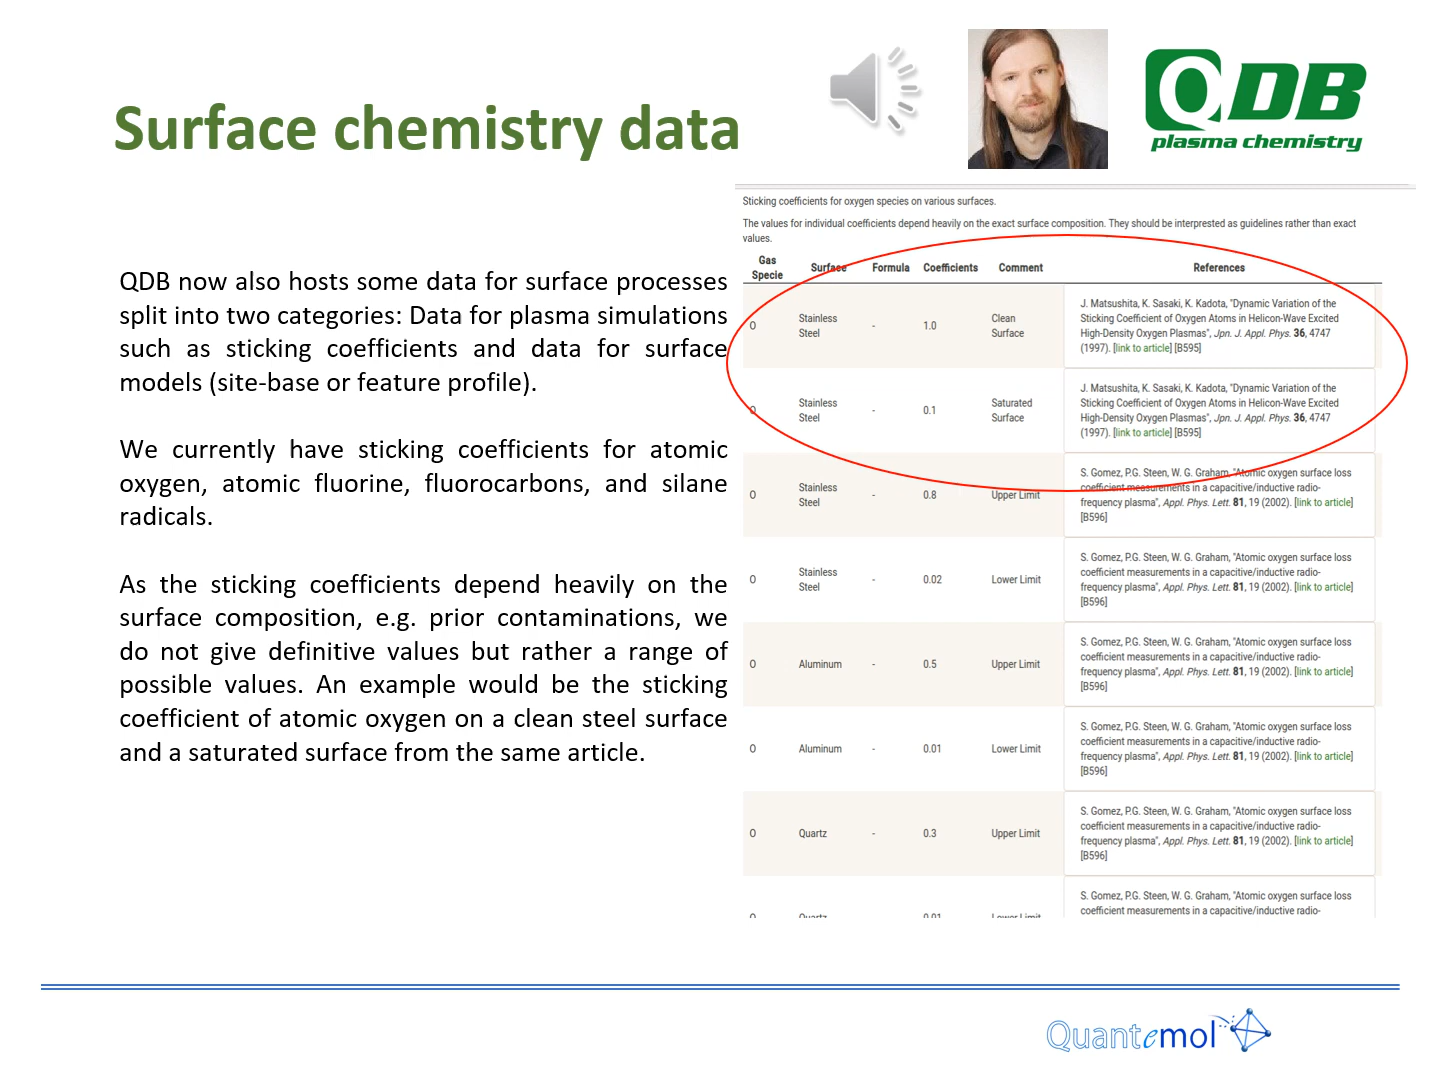 Surface chemistry data
QDB
plasma chemistry
QDB now also hosts some data for surface processes
split into two categories: Data for plasma simulations
such as sticking coefficients and data for surface
models (site-base or feature profile).
We currently have sticking coefficients for atomic
oxygen, atomic fluorine, fluorocarbons, and silane
radicals.
As the sticking coefficients depend heavily on the
surface composition, e.g. prior contaminations, we
do not give definitive values but rather a range of
possible values. An example would be the sticking
coefficient of atomic oxygen on a clean steel surface
and a saturated surface from the same article.
Sticking coefficients for oxygen species on various surfaces.
The values for individual coefficients depend heavily on the exact surface composition. They should be interprested as guidelines rather than exact
values.
Gas
Specie
Surface
Formula
Coefficients
Comment
References
O
Stainless
Steel
-
1.0
Clean
Surface
J. Matsushita, K. Sasaki, K. Kadota, "Dynamic Variation of the
Sticking Coefficient of Oxygen Atoms in Helicon-Wave Excited
High-Density Oxygen Plasmas", Jpn. J. Appl. Phys. 36, 4747
(1997). [link to article] [B595]
O
Stainless
Steel
-
0.1
Saturated
Surface
J. Matsushita, K. Sasaki, K. Kadota, "Dynamic Variation of the
Sticking Coefficient of Oxygen Atoms in Helicon-Wave Excited
High-Density Oxygen Plasmas", Jpn. J. Appl. Phys. 36, 4747
(1997). [link to article] [B595]
O
Stainless
Steel
-
0.8
Upper Limit
S. Gomez, P.G. Steen, W. G. Graham, "Atomic oxygen surface loss
coefficient measurements in a capacitive/inductive radio-
frequency plasma", Appl. Phys. Lett. 81, 19 (2002). [link to article]
[B596]
O
Stainless
Steel
-
0.02
Lower Limit
S. Gomez, P.G. Steen, W. G. Graham, "Atomic oxygen surface loss
coefficient measurements in a capacitive/inductive radio-
frequency plasma", Appl. Phys. Lett. 81, 19 (2002). [link to article]
[B596]
O
Aluminum
-
0.5
Upper Limit
S. Gomez, P.G. Steen, W. G. Graham, "Atomic oxygen surface loss
coefficient measurements in a capacitive/inductive radio-
frequency plasma", Appl. Phys. Lett. 81, 19 (2002). [link to article]
[B596]
O
Aluminum
-
0.01
Lower Limit
S. Gomez, P.G. Steen, W. G. Graham, "Atomic oxygen surface loss
coefficient measurements in a capacitive/inductive radio-
frequency plasma", Appl. Phys. Lett. 81, 19 (2002). [link to article]
[B596]
O
Quartz
-
0.3
Upper Limit
S. Gomez, P.G. Steen, W. G. Graham, "Atomic oxygen surface loss
coefficient measurements in a capacitive/inductive radio-
frequency plasma", Appl. Phys. Lett. 81, 19 (2002). [link to article]
[B596]
O
Quartz
0.01
Lower Limit
S. Gomez, P.G. Steen, W. G. Graham, "Atomic oxygen surface loss
coefficient measurements in a capacitive/inductive radio-
Quantemol